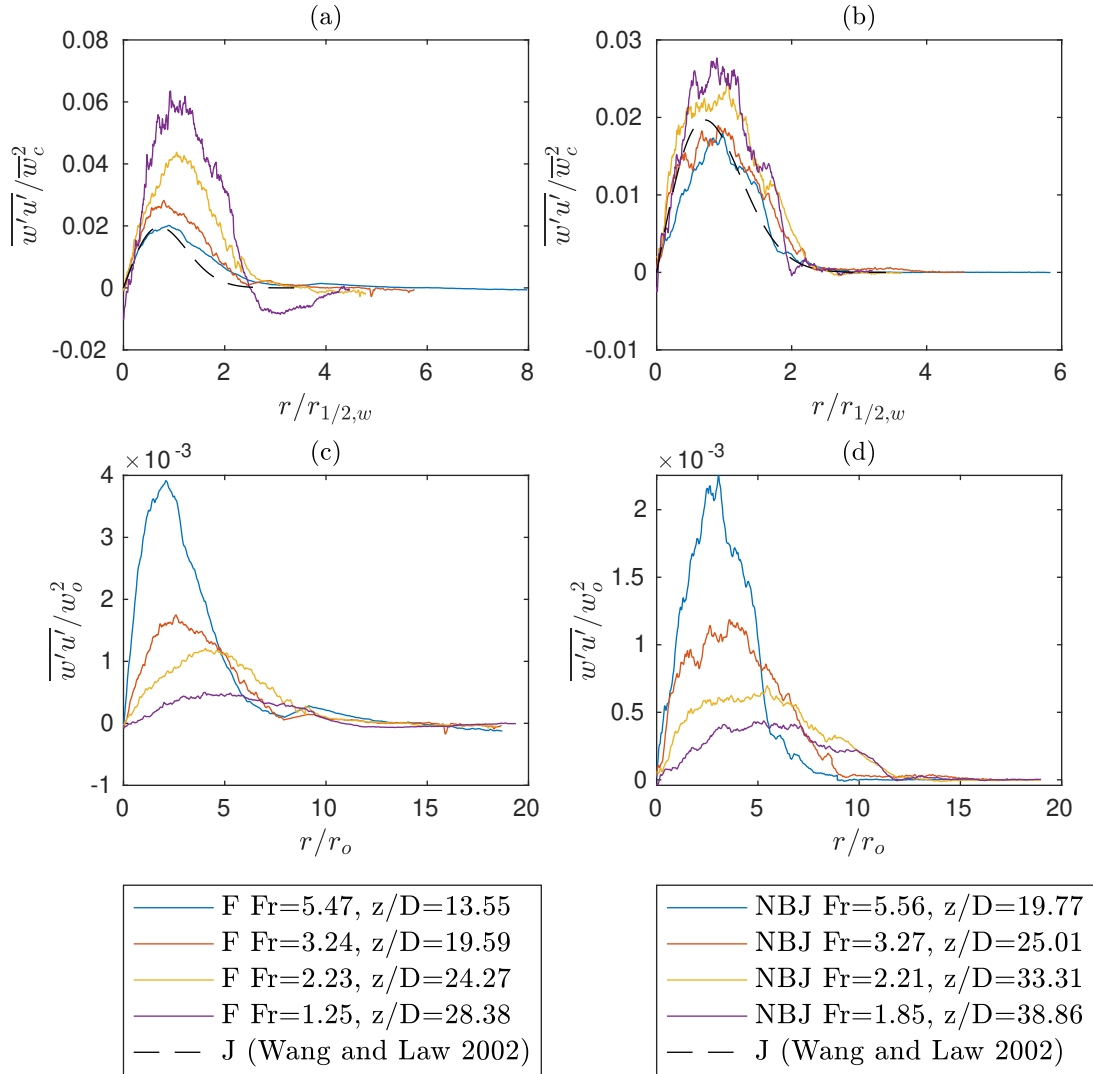 (a)
0.08
0.06
0.04
0.02
0
-0.02
0 2 4 6 8
w′u′/w²c
r/r1/2,w
(b)
0.03
0.02
0.01
0
-0.01
0 2 4 6
w′u′/w²c
r/r1/2,w
(c)
×10-3
4
3
2
1
0
-1
0 5 10 15 20
w′u′/w²o
r/ro
(d)
×10-3
2
1.5
1
0.5
0
0 5 10 15 20
w′u′/w²o
r/ro
F Fr=5.47, z/D=13.55
F Fr=3.24, z/D=19.59
F Fr=2.23, z/D=24.27
F Fr=1.25, z/D=28.38
J (Wang and Law 2002)
NBJ Fr=5.56, z/D=19.77
NBJ Fr=3.27, z/D=25.01
NBJ Fr=2.21, z/D=33.31
NBJ Fr=1.85, z/D=38.86
J (Wang and Law 2002)